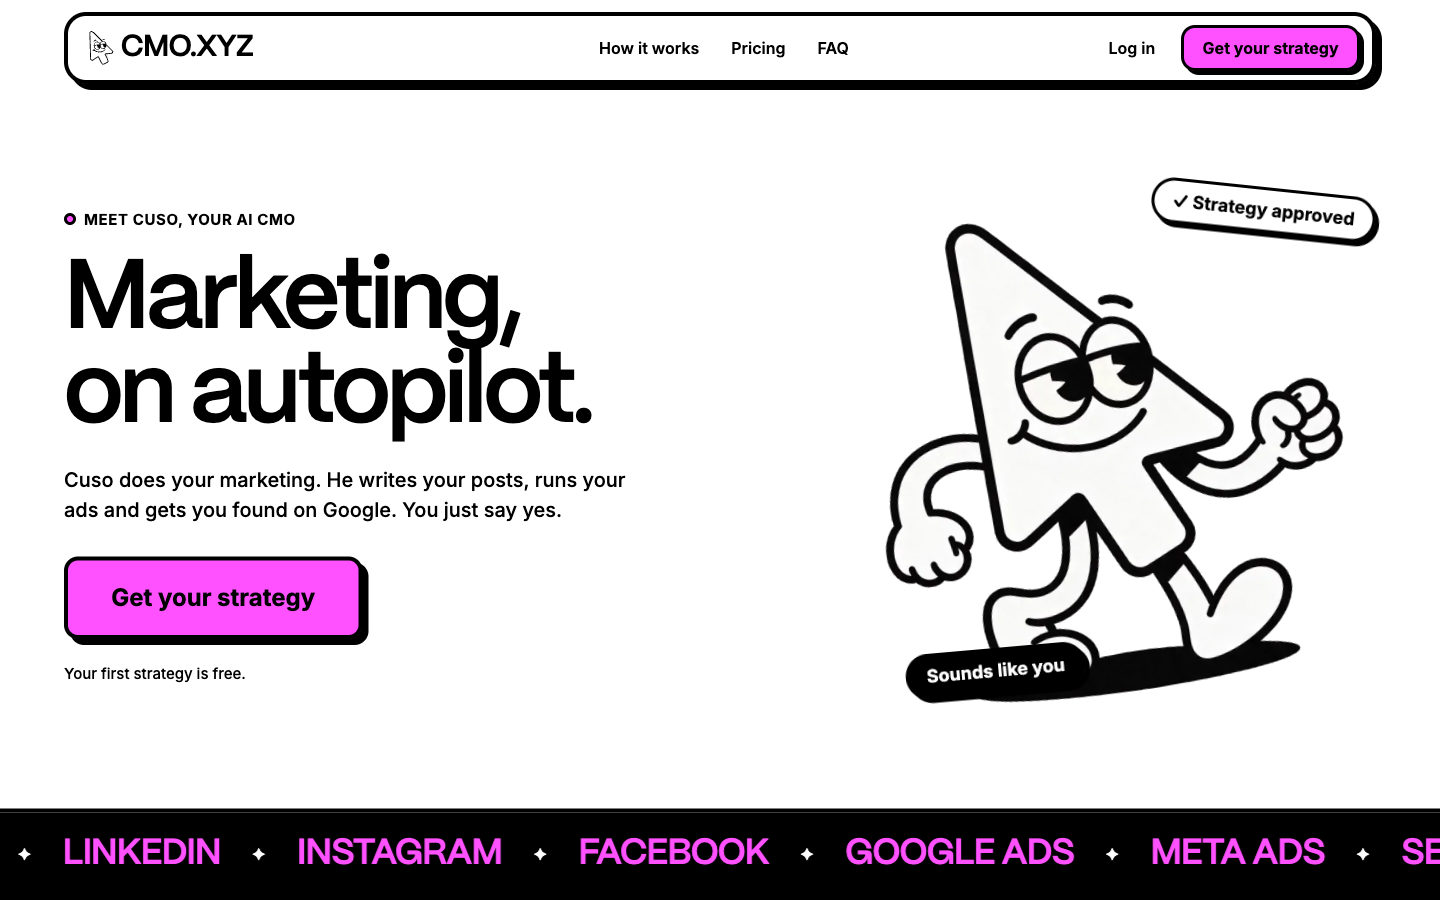 CMO.XYZ
How it works
Pricing
FAQ
Log in
Get your strategy
✓ Strategy approved
MEET CUSO, YOUR AI CMO
Marketing,
on autopilot.
Cuso does your marketing. He writes your posts, runs your
ads and gets you found on Google. You just say yes.
Get your strategy
Your first strategy is free.
Sounds like you
✦ LINKEDIN ✦ INSTAGRAM ✦ FACEBOOK ✦ GOOGLE ADS ✦ META ADS ✦ SE